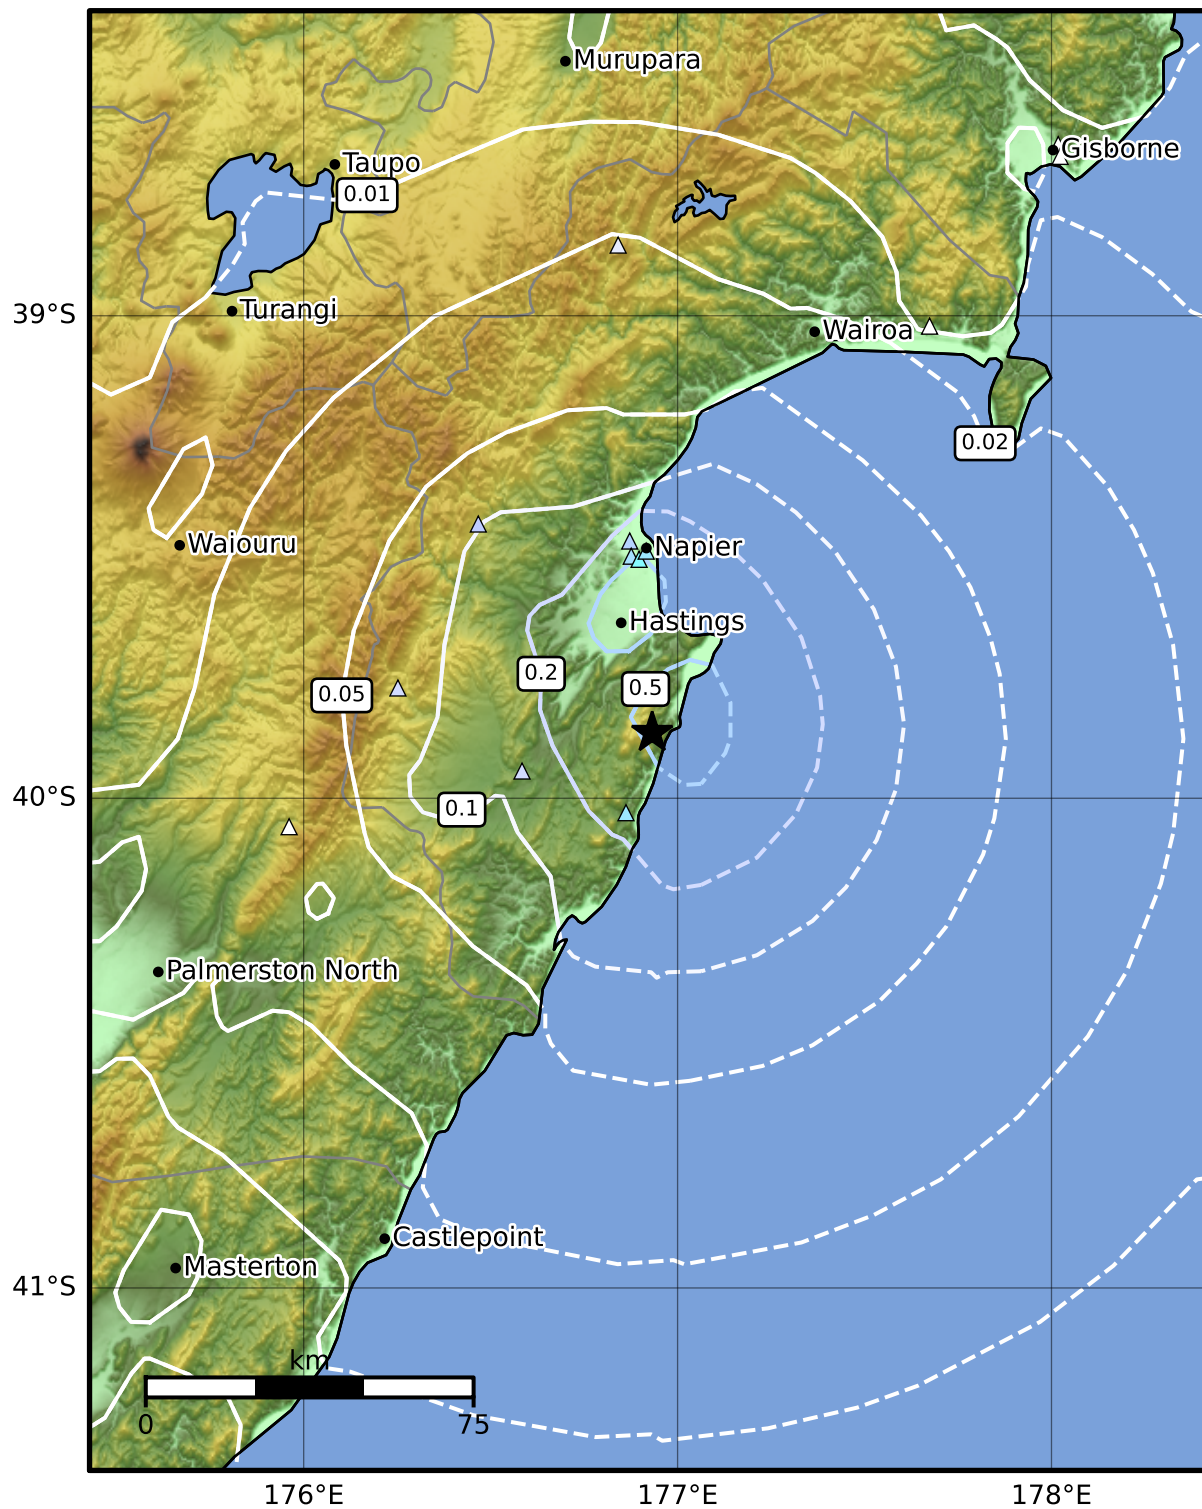 Murupara
Gisborne
Taupo
0.01
39°S
Turangi
Wairoa
0.02
Waiouru
Napier
Hastings
0.2
0.5
0.05
40°S
0.1
Palmerston North
Castlepoint
Masterton
41°S
km
0
75
176°E
177°E
178°E